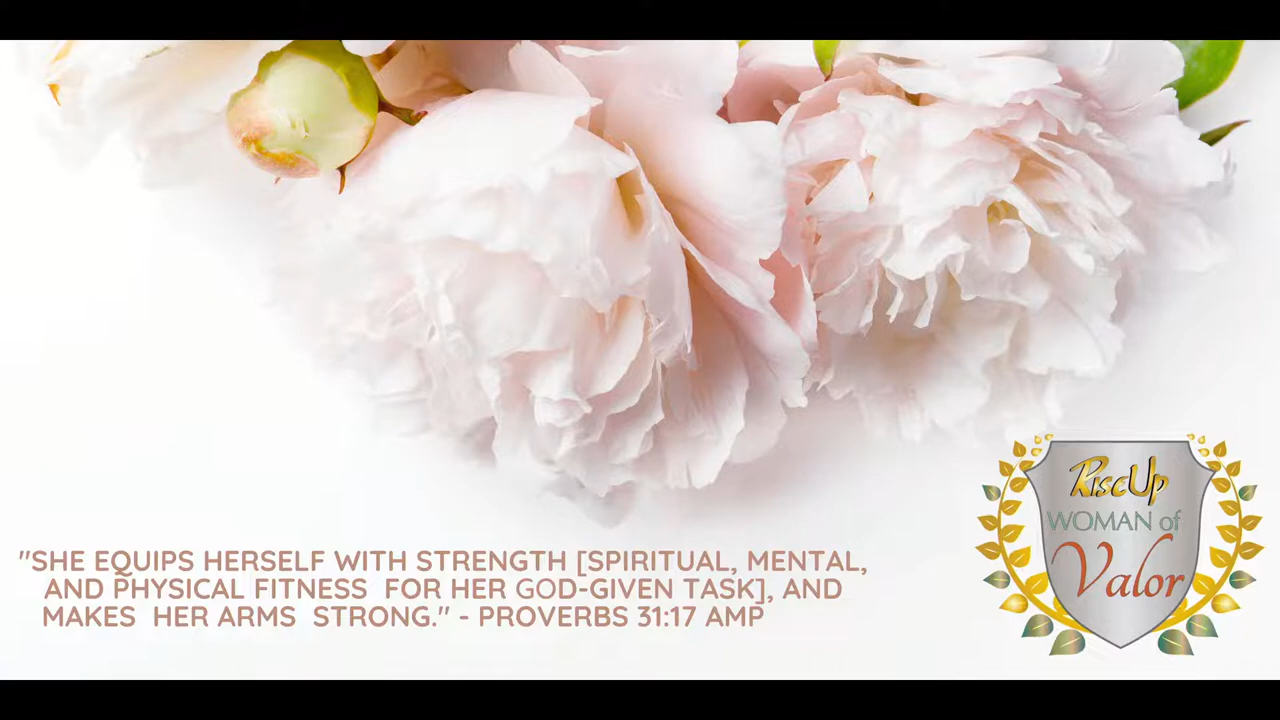 "SHE EQUIPS HERSELF WITH STRENGTH [SPIRITUAL, MENTAL,
AND PHYSICAL FITNESS FOR HER GOD-GIVEN TASK], AND
MAKES HER ARMS STRONG." - PROVERBS 31:17 AMP
RiseUp
WOMAN of
Valor